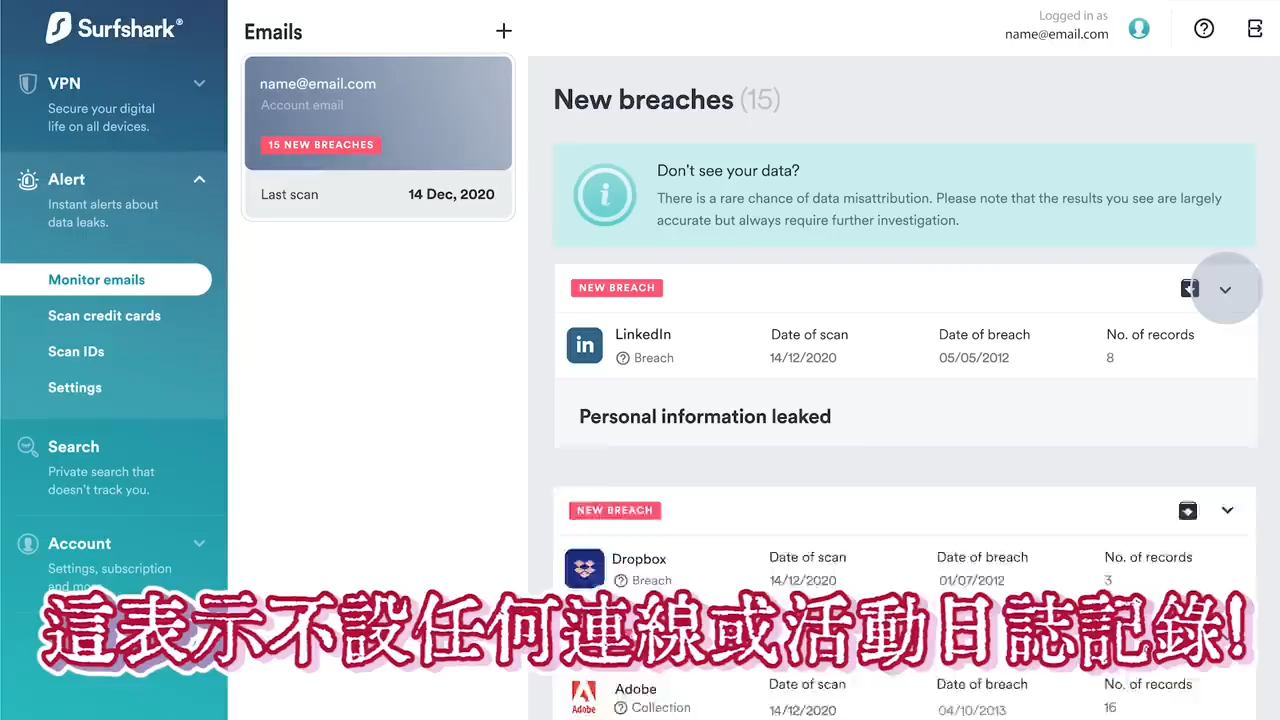 Surfshark®
VPN
Secure your digital
life on all devices.
Alert
Instant alerts about
data leaks.
Monitor emails
Scan credit cards
Scan IDs
Settings
Search
Private search that
doesn't track you.
Account
Settings, subscription
and more
Emails
name@email.com
Account email
15 NEW BREACHES
Last scan 14 Dec, 2020
Logged in as
name@email.com
New breaches (15)
Don't see your data?
There is a rare chance of data misattribution. Please note that the results you see are largely
accurate but always require further investigation.
NEW BREACH
in LinkedIn Date of scan Date of breach No. of records
Breach 14/12/2020 05/05/2012 8
Personal information leaked
NEW BREACH
Dropbox Date of scan Date of breach No. of records
Breach 14/12/2020 01/07/2012 3
Adobe Date of scan Date of breach No. of records
Adobe Collection 14/12/2020 04/10/2013 16
這表示不設任何連線或活動日誌記錄!